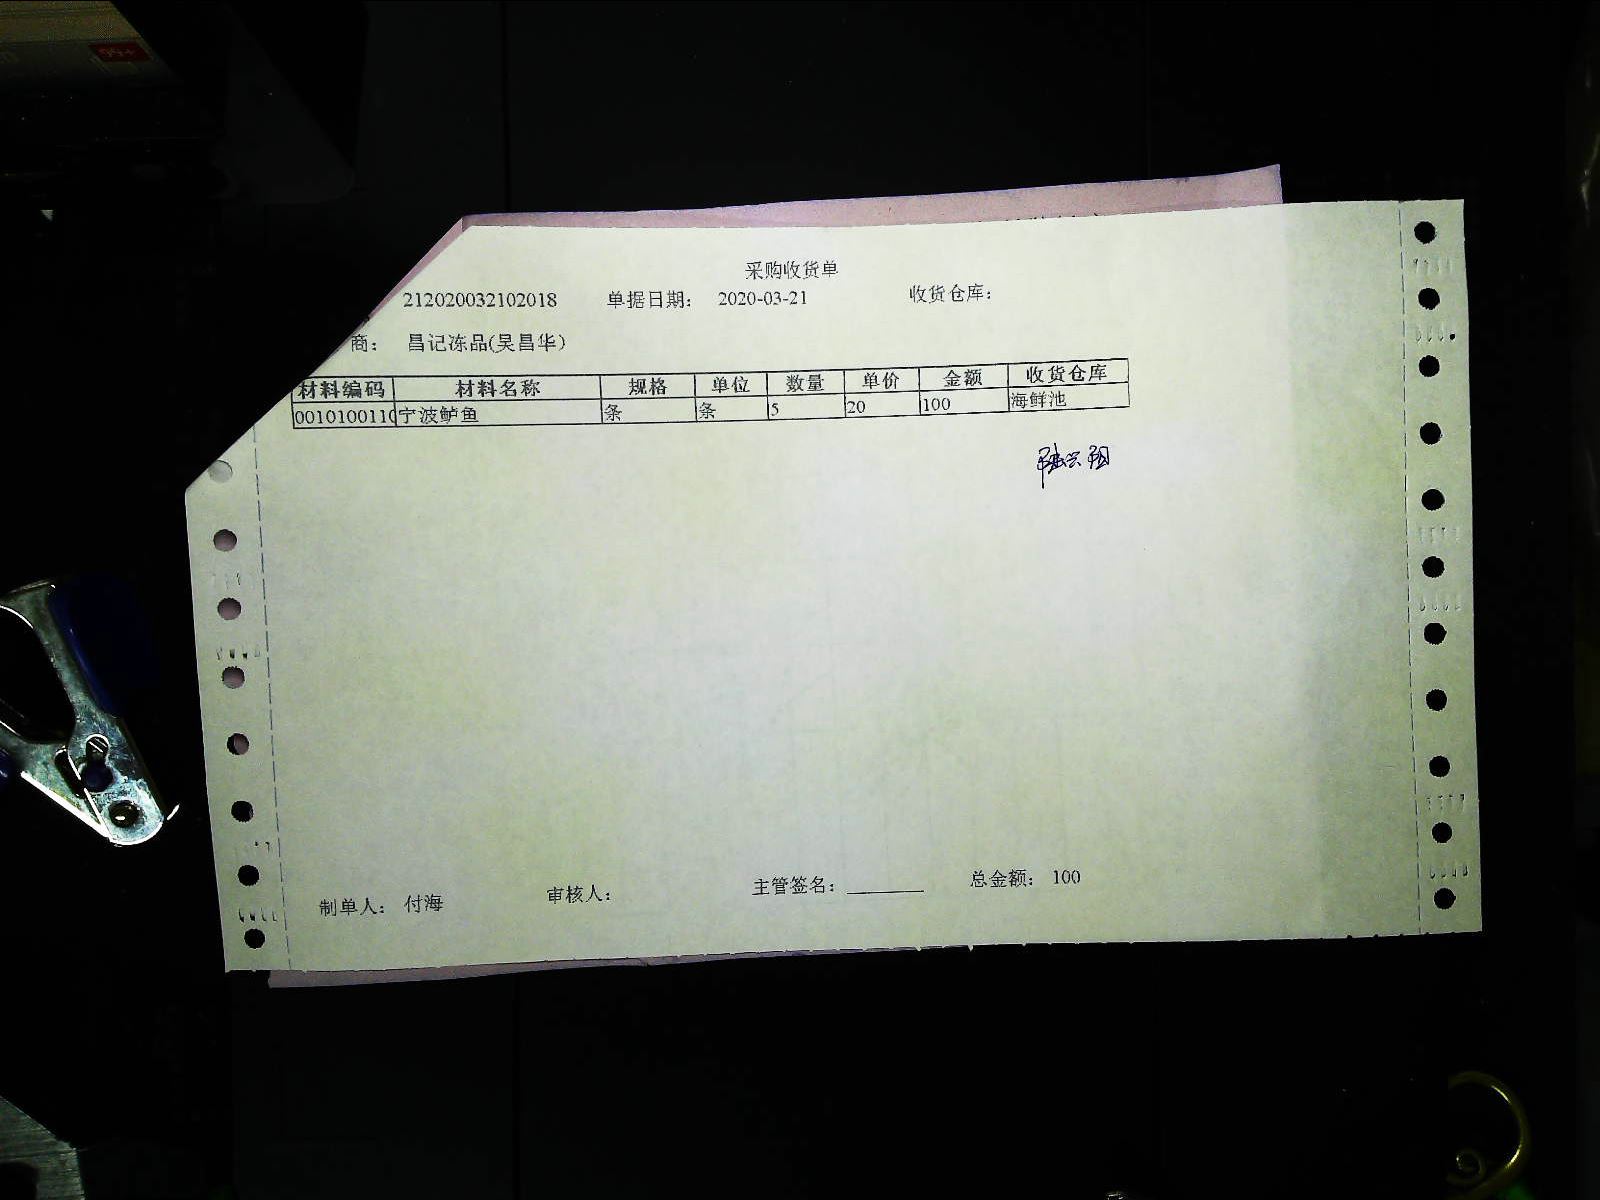 采购收货单
212020032102018 单据日期： 2020-03-21 收货仓库：
商： 昌记冻品(吴昌华)
材料编码 材料名称 规格 单位 数量 单价 金额 收货仓库
0010100110 宁波鲈鱼 条 条 5 20 100 海鲜池
制单人： 付海 审核人： 主管签名： 总金额： 100